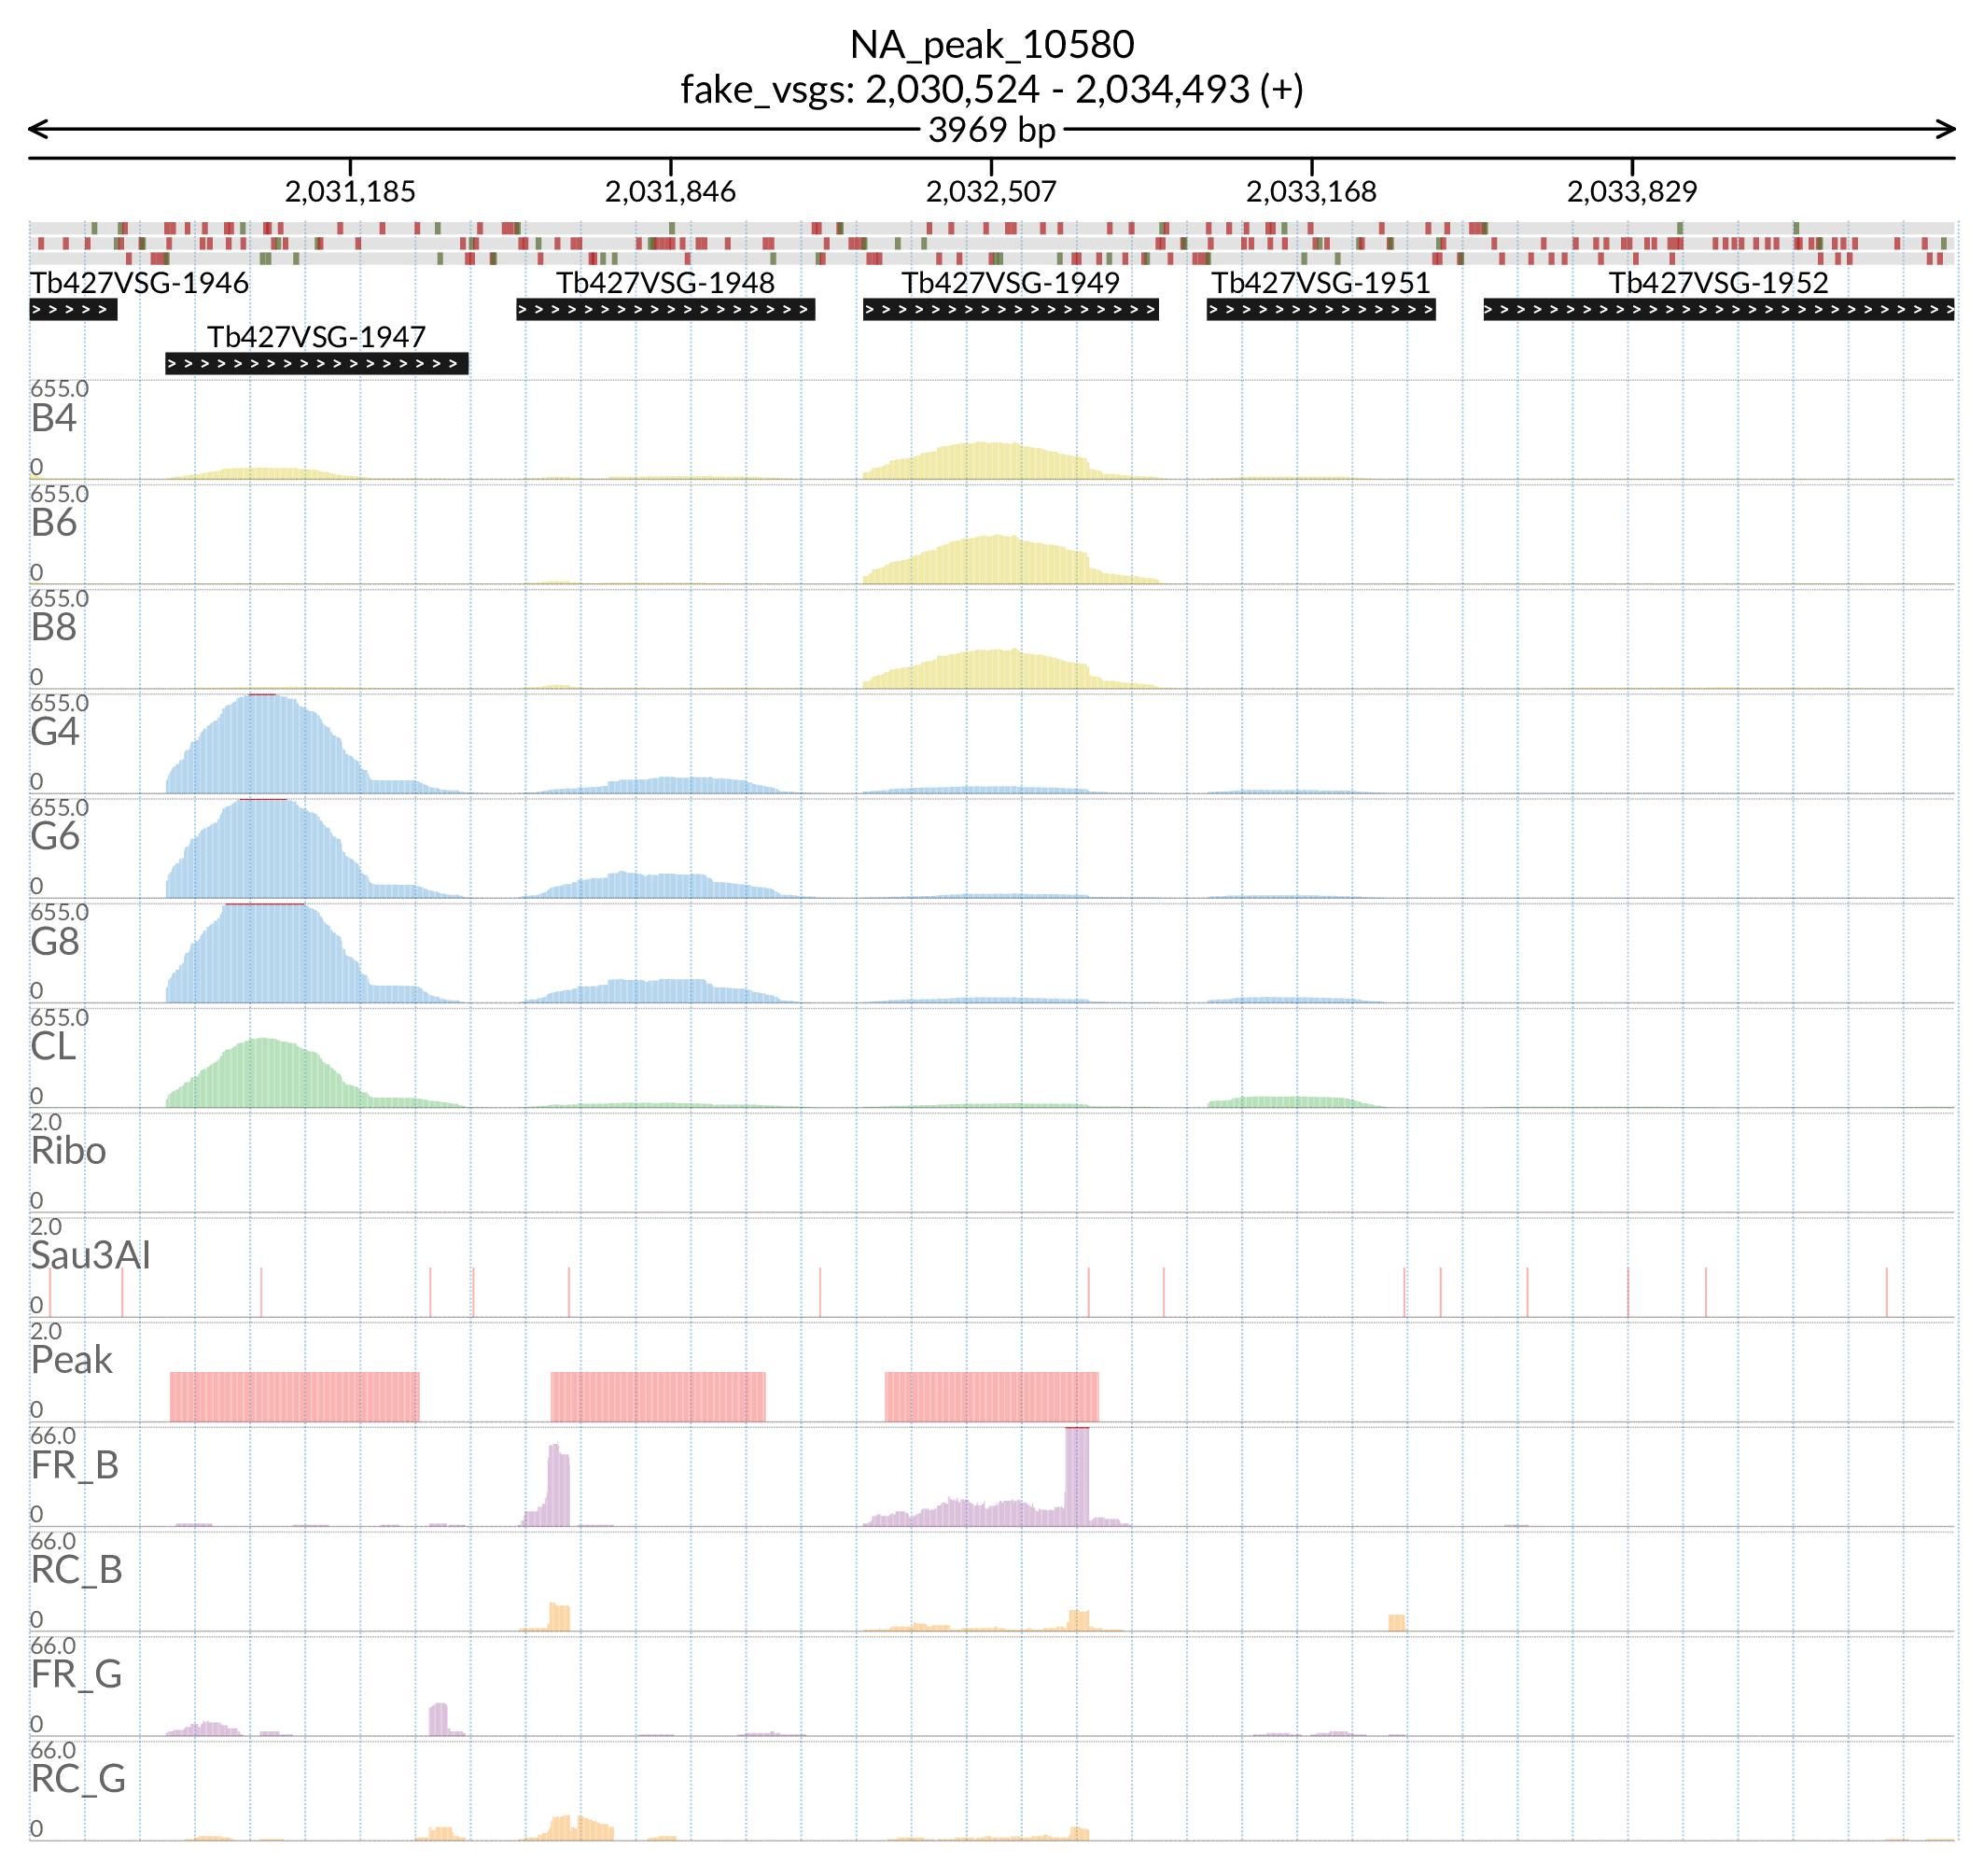 NA_peak_10580
fake_vsgs: 2,030,524 - 2,034,493 (+)
3969 bp
2,031,185 2,031,846 2,032,507 2,033,168 2,033,829
Tb427VSG-1946 Tb427VSG-1948 Tb427VSG-1949 Tb427VSG-1951 Tb427VSG-1952
Tb427VSG-1947
655.0
B4
0
655.0
B6
0
655.0
B8
0
655.0
G4
0
655.0
G6
0
655.0
G8
0
655.0
CL
0
2.0
Ribo
0
2.0
Sau3AI
0
2.0
Peak
0
66.0
FR_B
0
66.0
RC_B
0
66.0
FR_G
0
66.0
RC_G
0